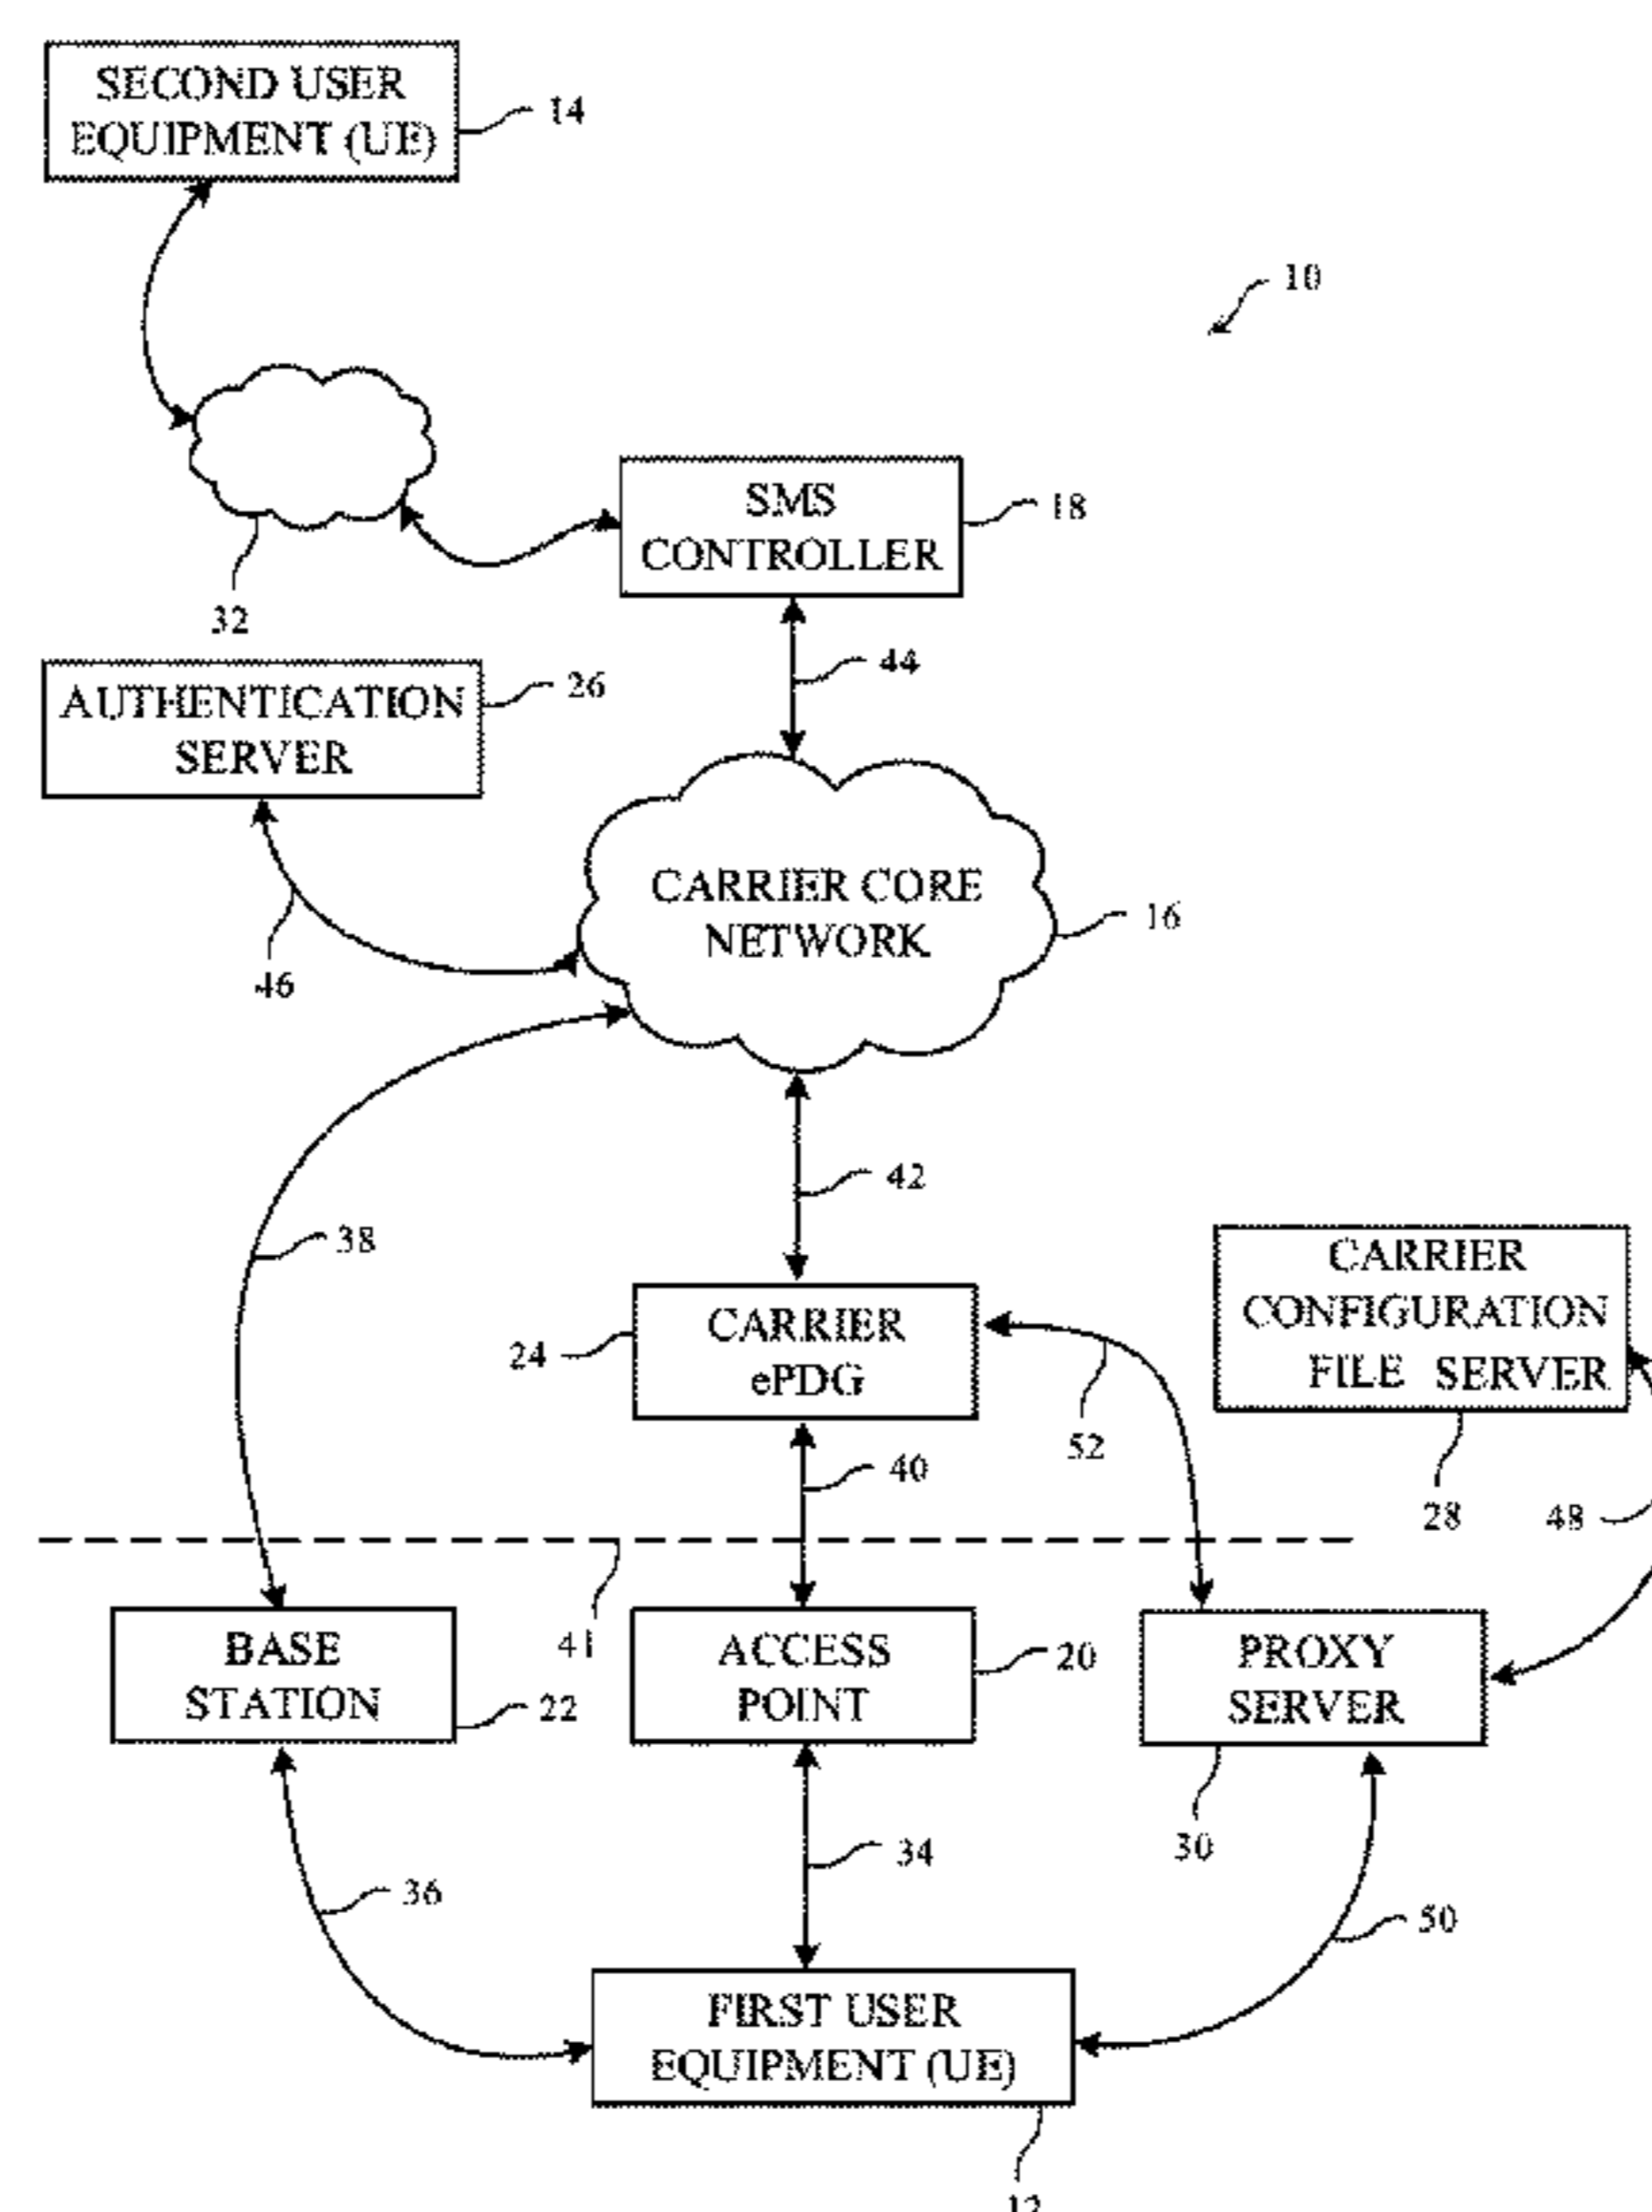 SECOND USER
EQUIPMENT (UE)
14
10
SMS
CONTROLLER
18
32
44
AUTHENTICATION
SERVER
26
CARRIER CORE
NETWORK
16
46
42
38
CARRIER
CONFIGURATION
FILE SERVER
CARRIER
ePDG
24
52
40
28
48
BASE
STATION
41
ACCESS
POINT
20
PROXY
SERVER
22
30
34
36
50
FIRST USER
EQUIPMENT (UE)
12